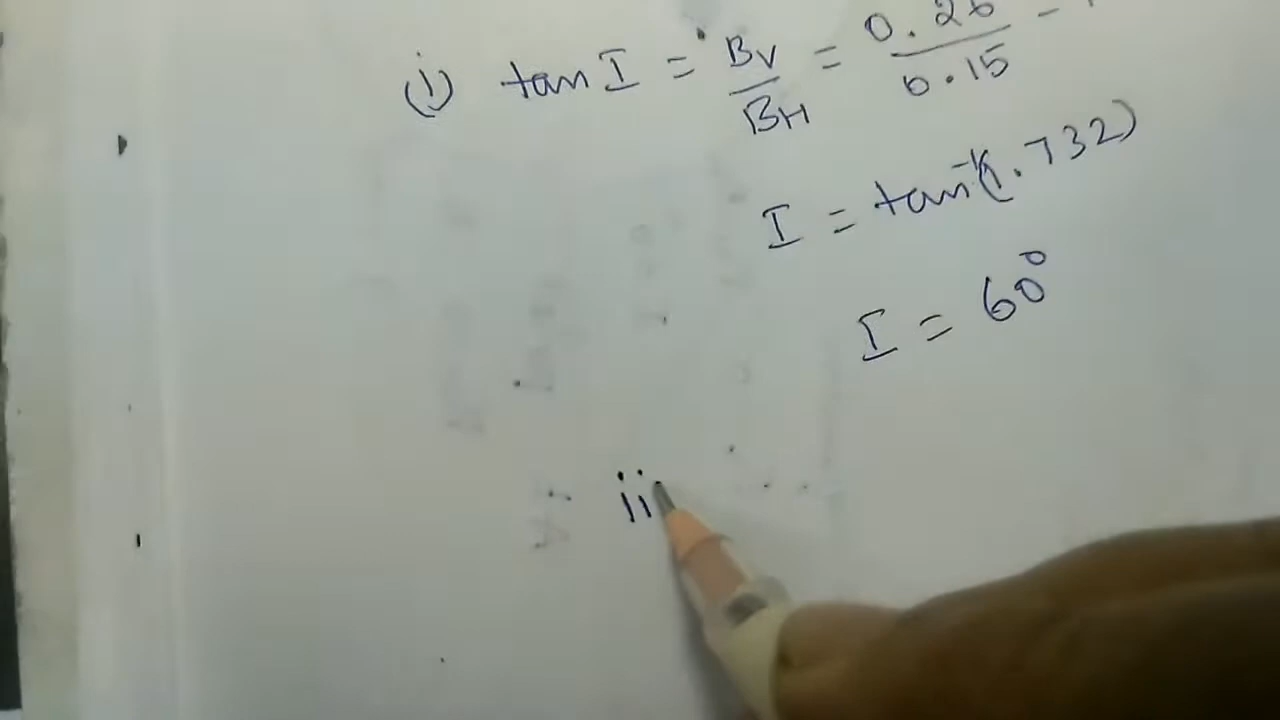 (i) tan I = BV/BH = 0.26/0.15 -
I = tan⁻¹(1.732)
I = 60°
ii